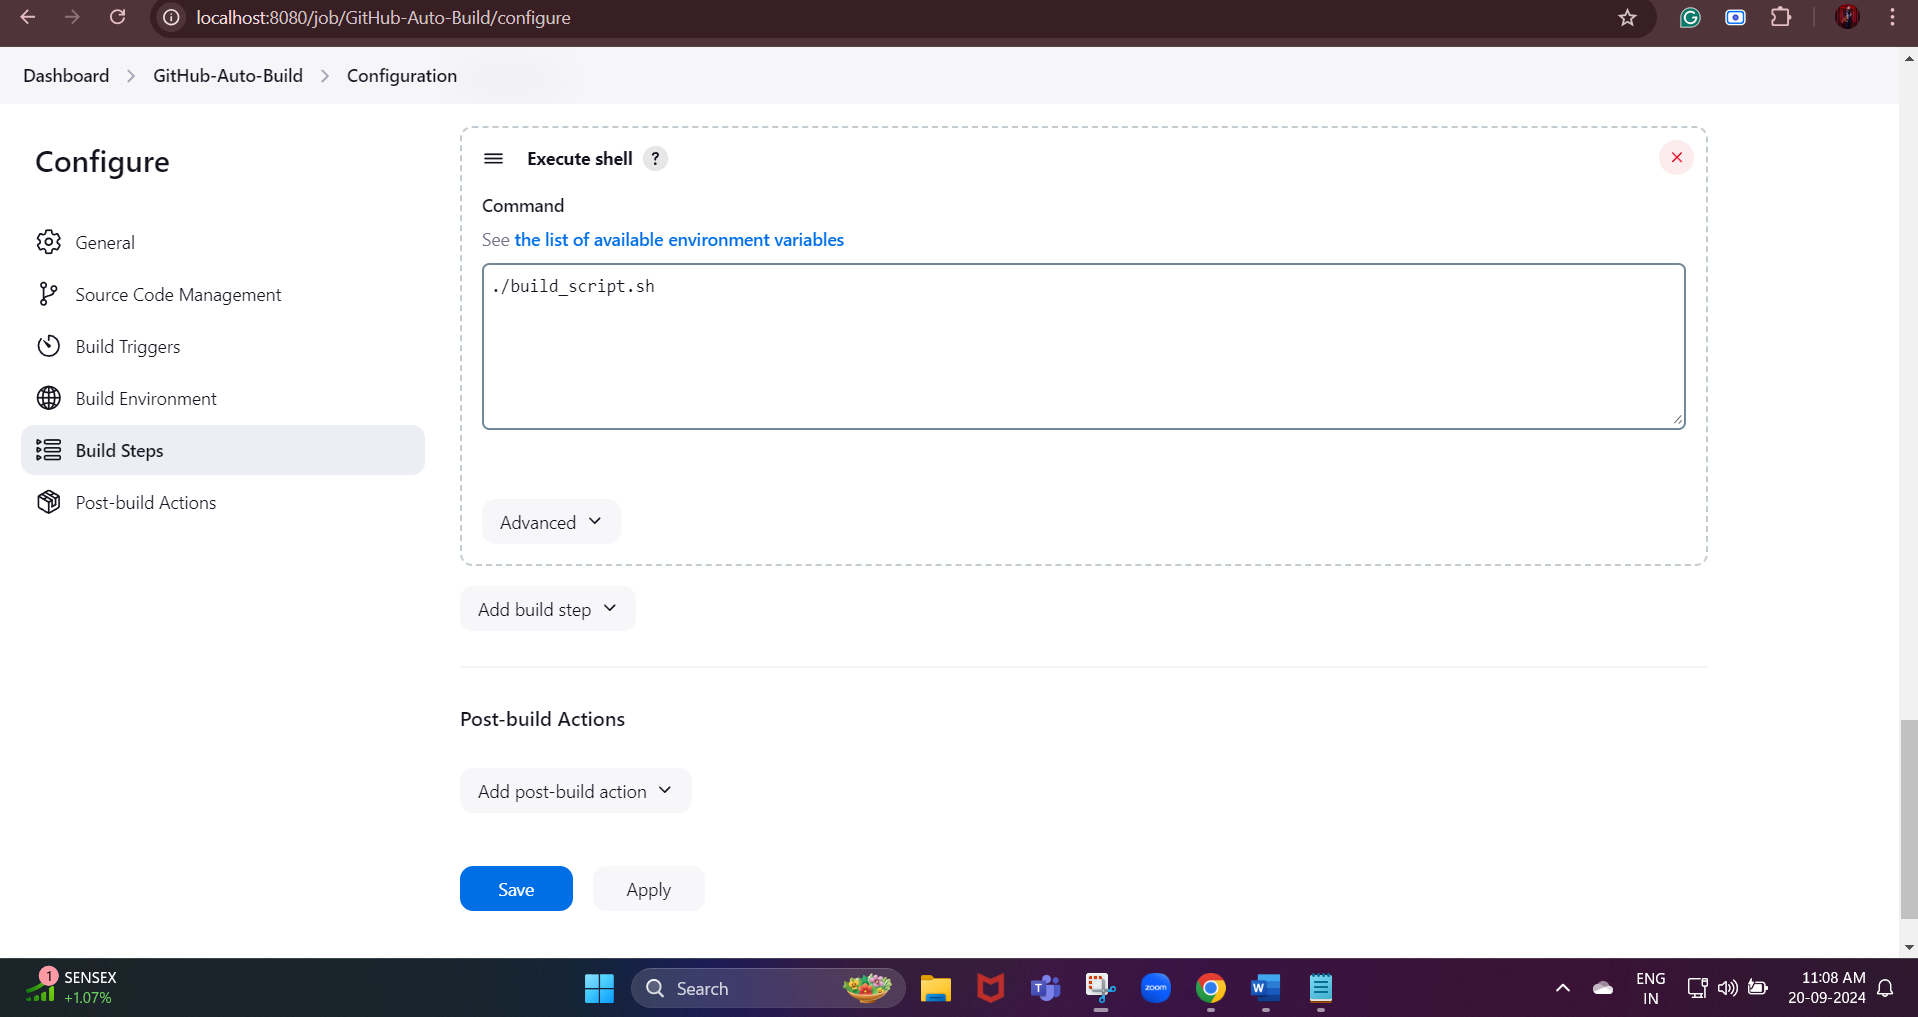 localhost:8080/job/GitHub-Auto-Build/configure
Dashboard > GitHub-Auto-Build > Configuration
Configure
General
Source Code Management
Build Triggers
Build Environment
Build Steps
Post-build Actions
Execute shell ?
Command
See the list of available environment variables
./build_script.sh
Advanced
Add build step
Post-build Actions
Add post-build action
Save
Apply
1
SENSEX
+1.07%
Search
T
zoom
W
ENG
IN
11:08 AM
20-09-2024